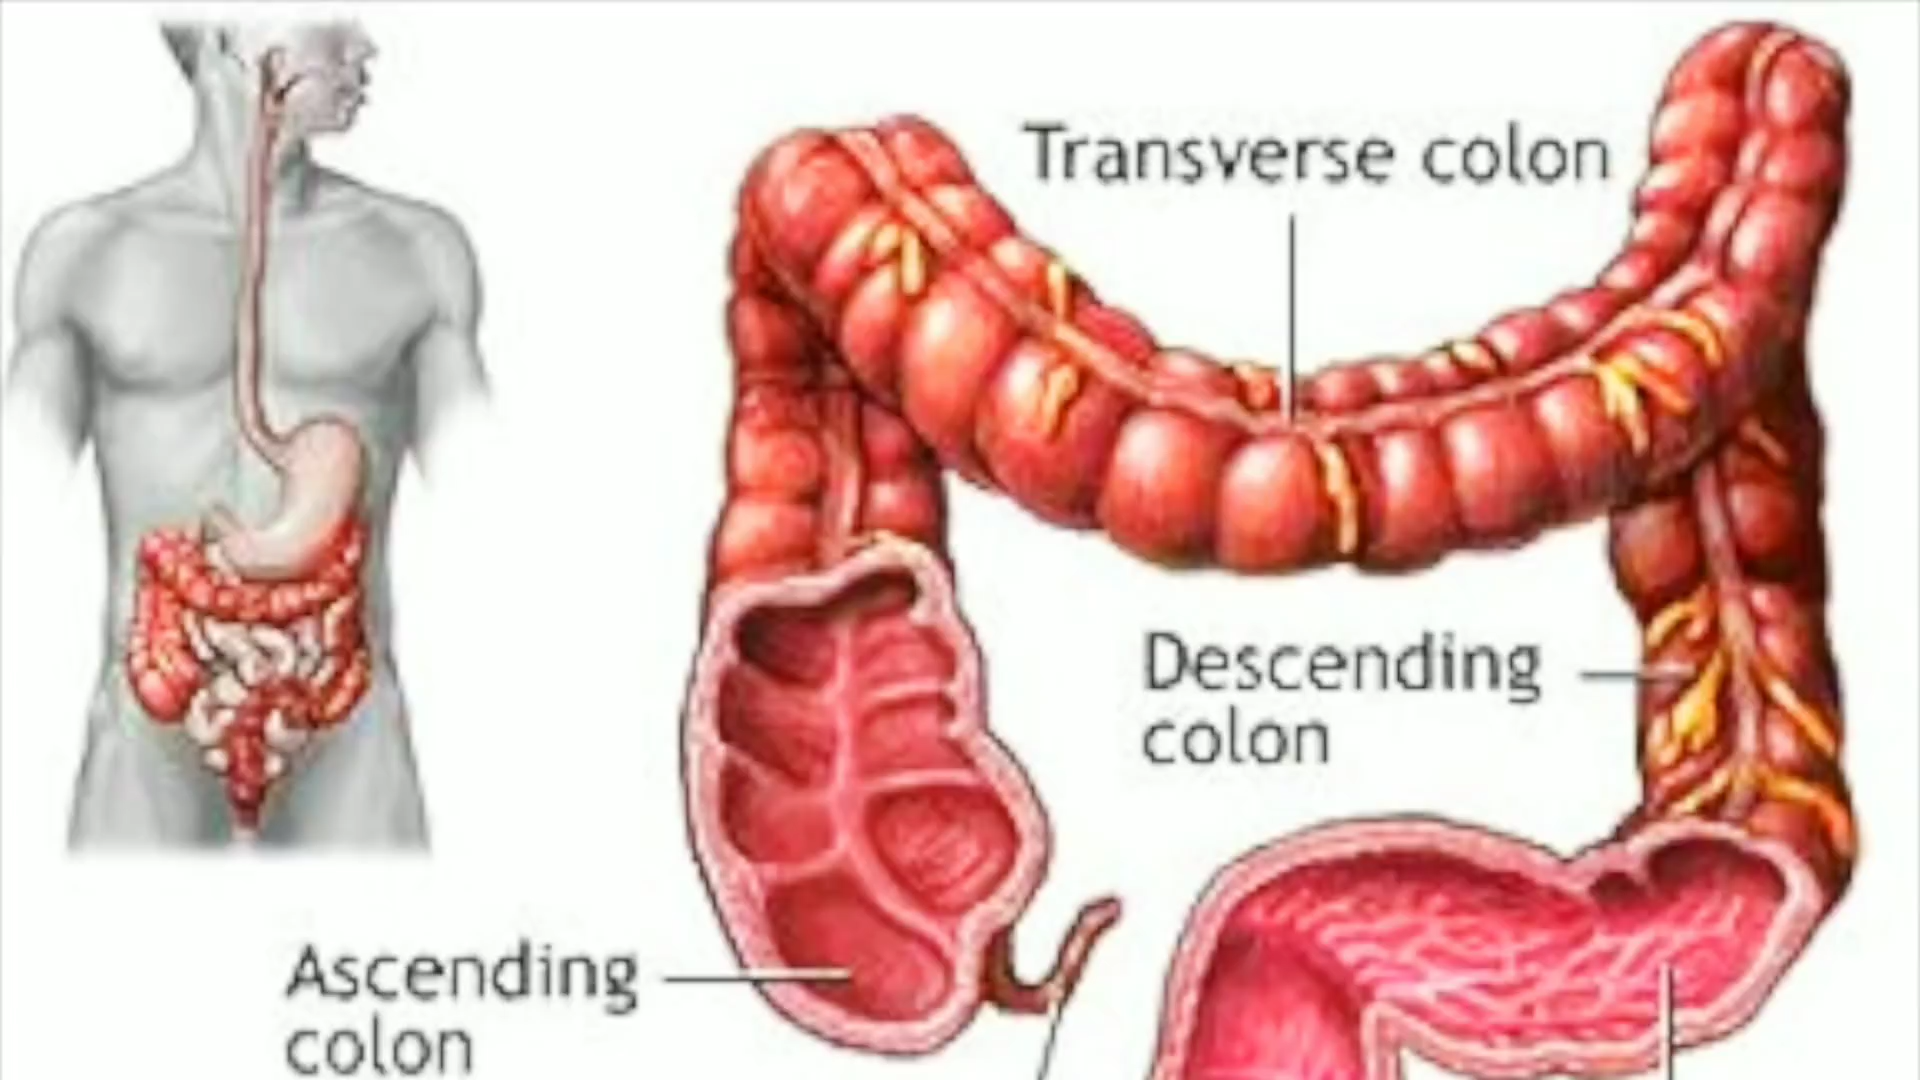 Transverse colon
Descending
colon
Ascending
colon